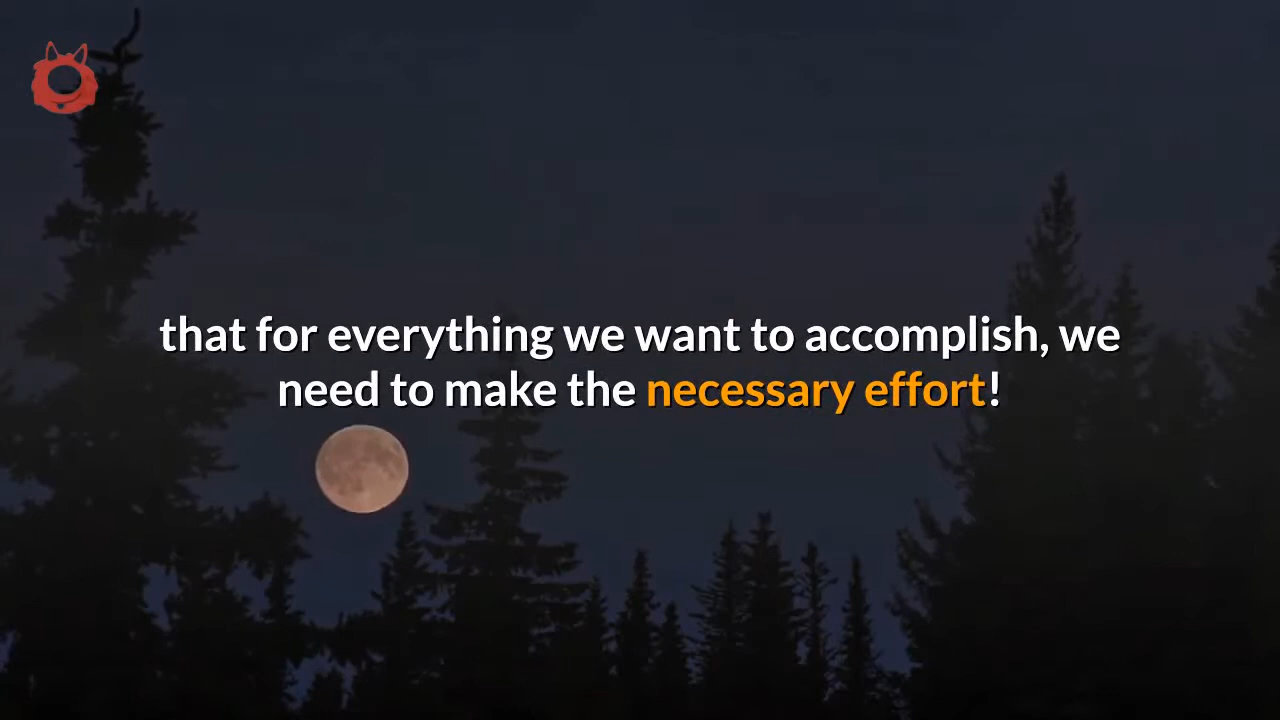 that for everything we want to accomplish, we
need to make the necessary effort!